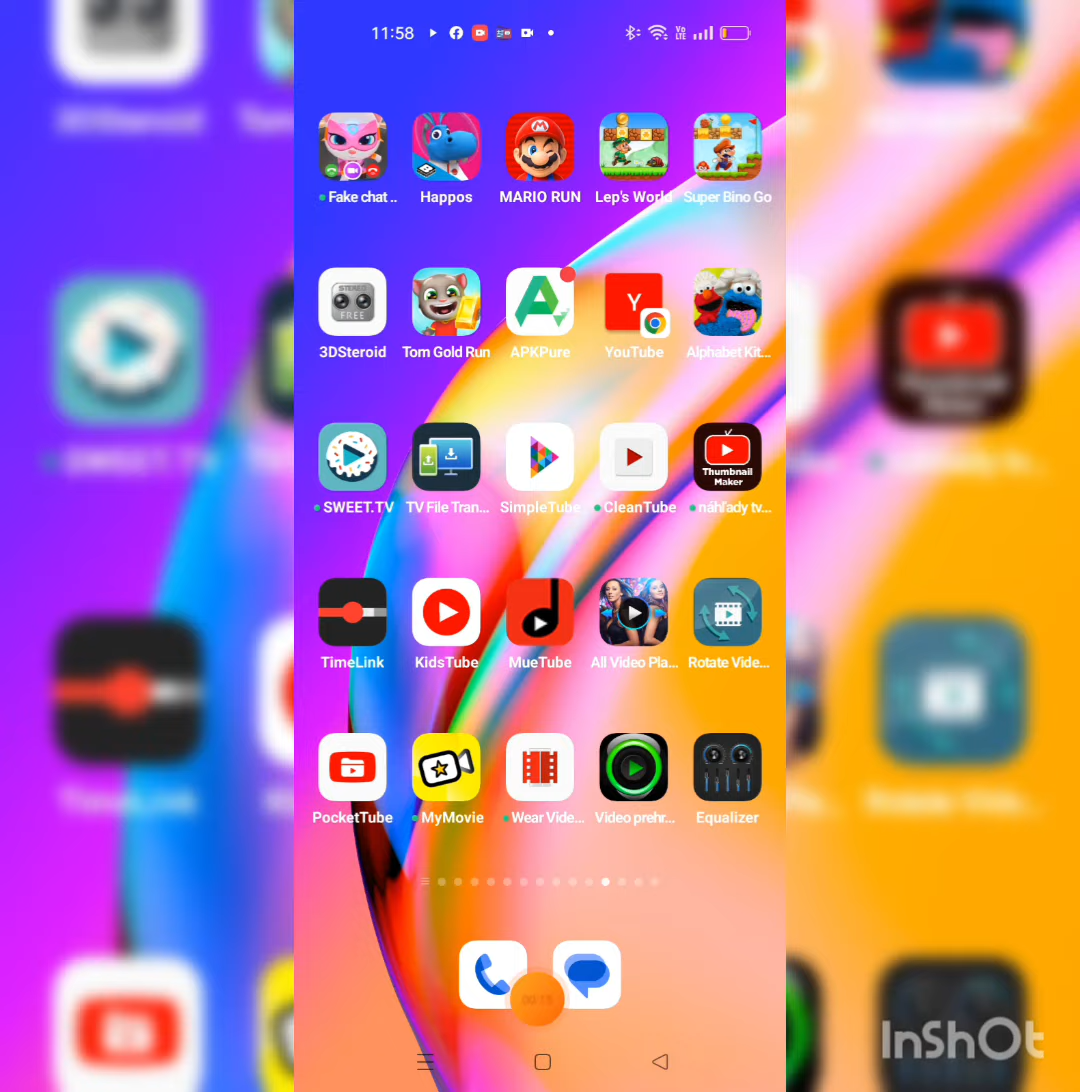 11:58
Fake chat ..
Happos
MARIO RUN
Lep's World
Super Bino Go
STEREO
FREE
3DSteroid
Tom Gold Run
APKPure
Y
YouTube
Alphabet Kit...
SWEET.TV
TV File Tran...
SimpleTube
CleanTube
Thumbnail
Maker
náhľady tv...
TimeLink
KidsTube
MueTube
All Video Pla...
Rotate Vide...
PocketTube
MyMovie
Wear Vide...
Video prehr...
Equalizer
00:15
InShOt